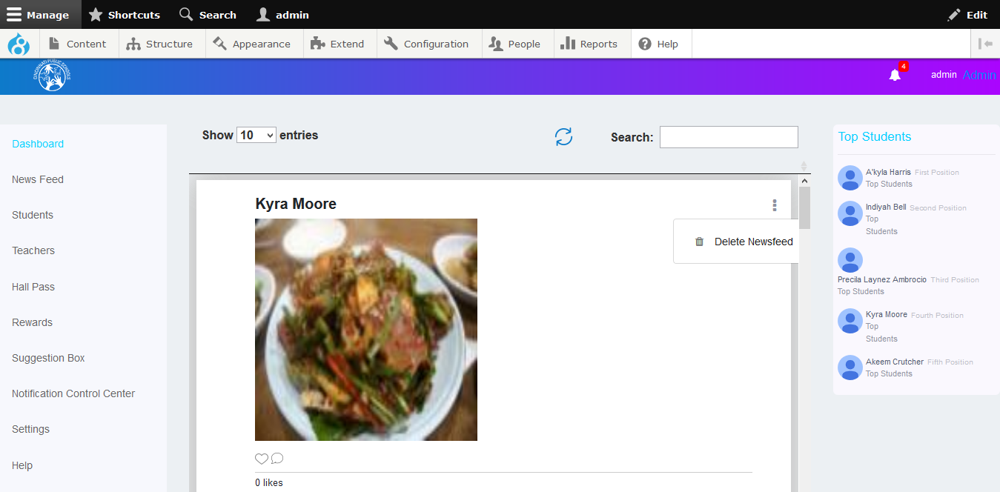 Manage Shortcuts Search admin Edit
Content Structure Appearance Extend Configuration People Reports Help
CINCINNATI PUBLIC SCHOOLS
4
admin Admin
Dashboard
News Feed
Students
Teachers
Hall Pass
Rewards
Suggestion Box
Notification Control Center
Settings
Help
Show 10 entries
Search:
Kyra Moore
Delete Newsfeed
0 likes
Top Students
A'kyla Harris First Position
Top Students
Indiyah Bell Second Position
Top
Students
Precila Laynez Ambrocio Third Position
Top Students
Kyra Moore Fourth Position
Top
Students
Akeem Crutcher Fifth Position
Top Students